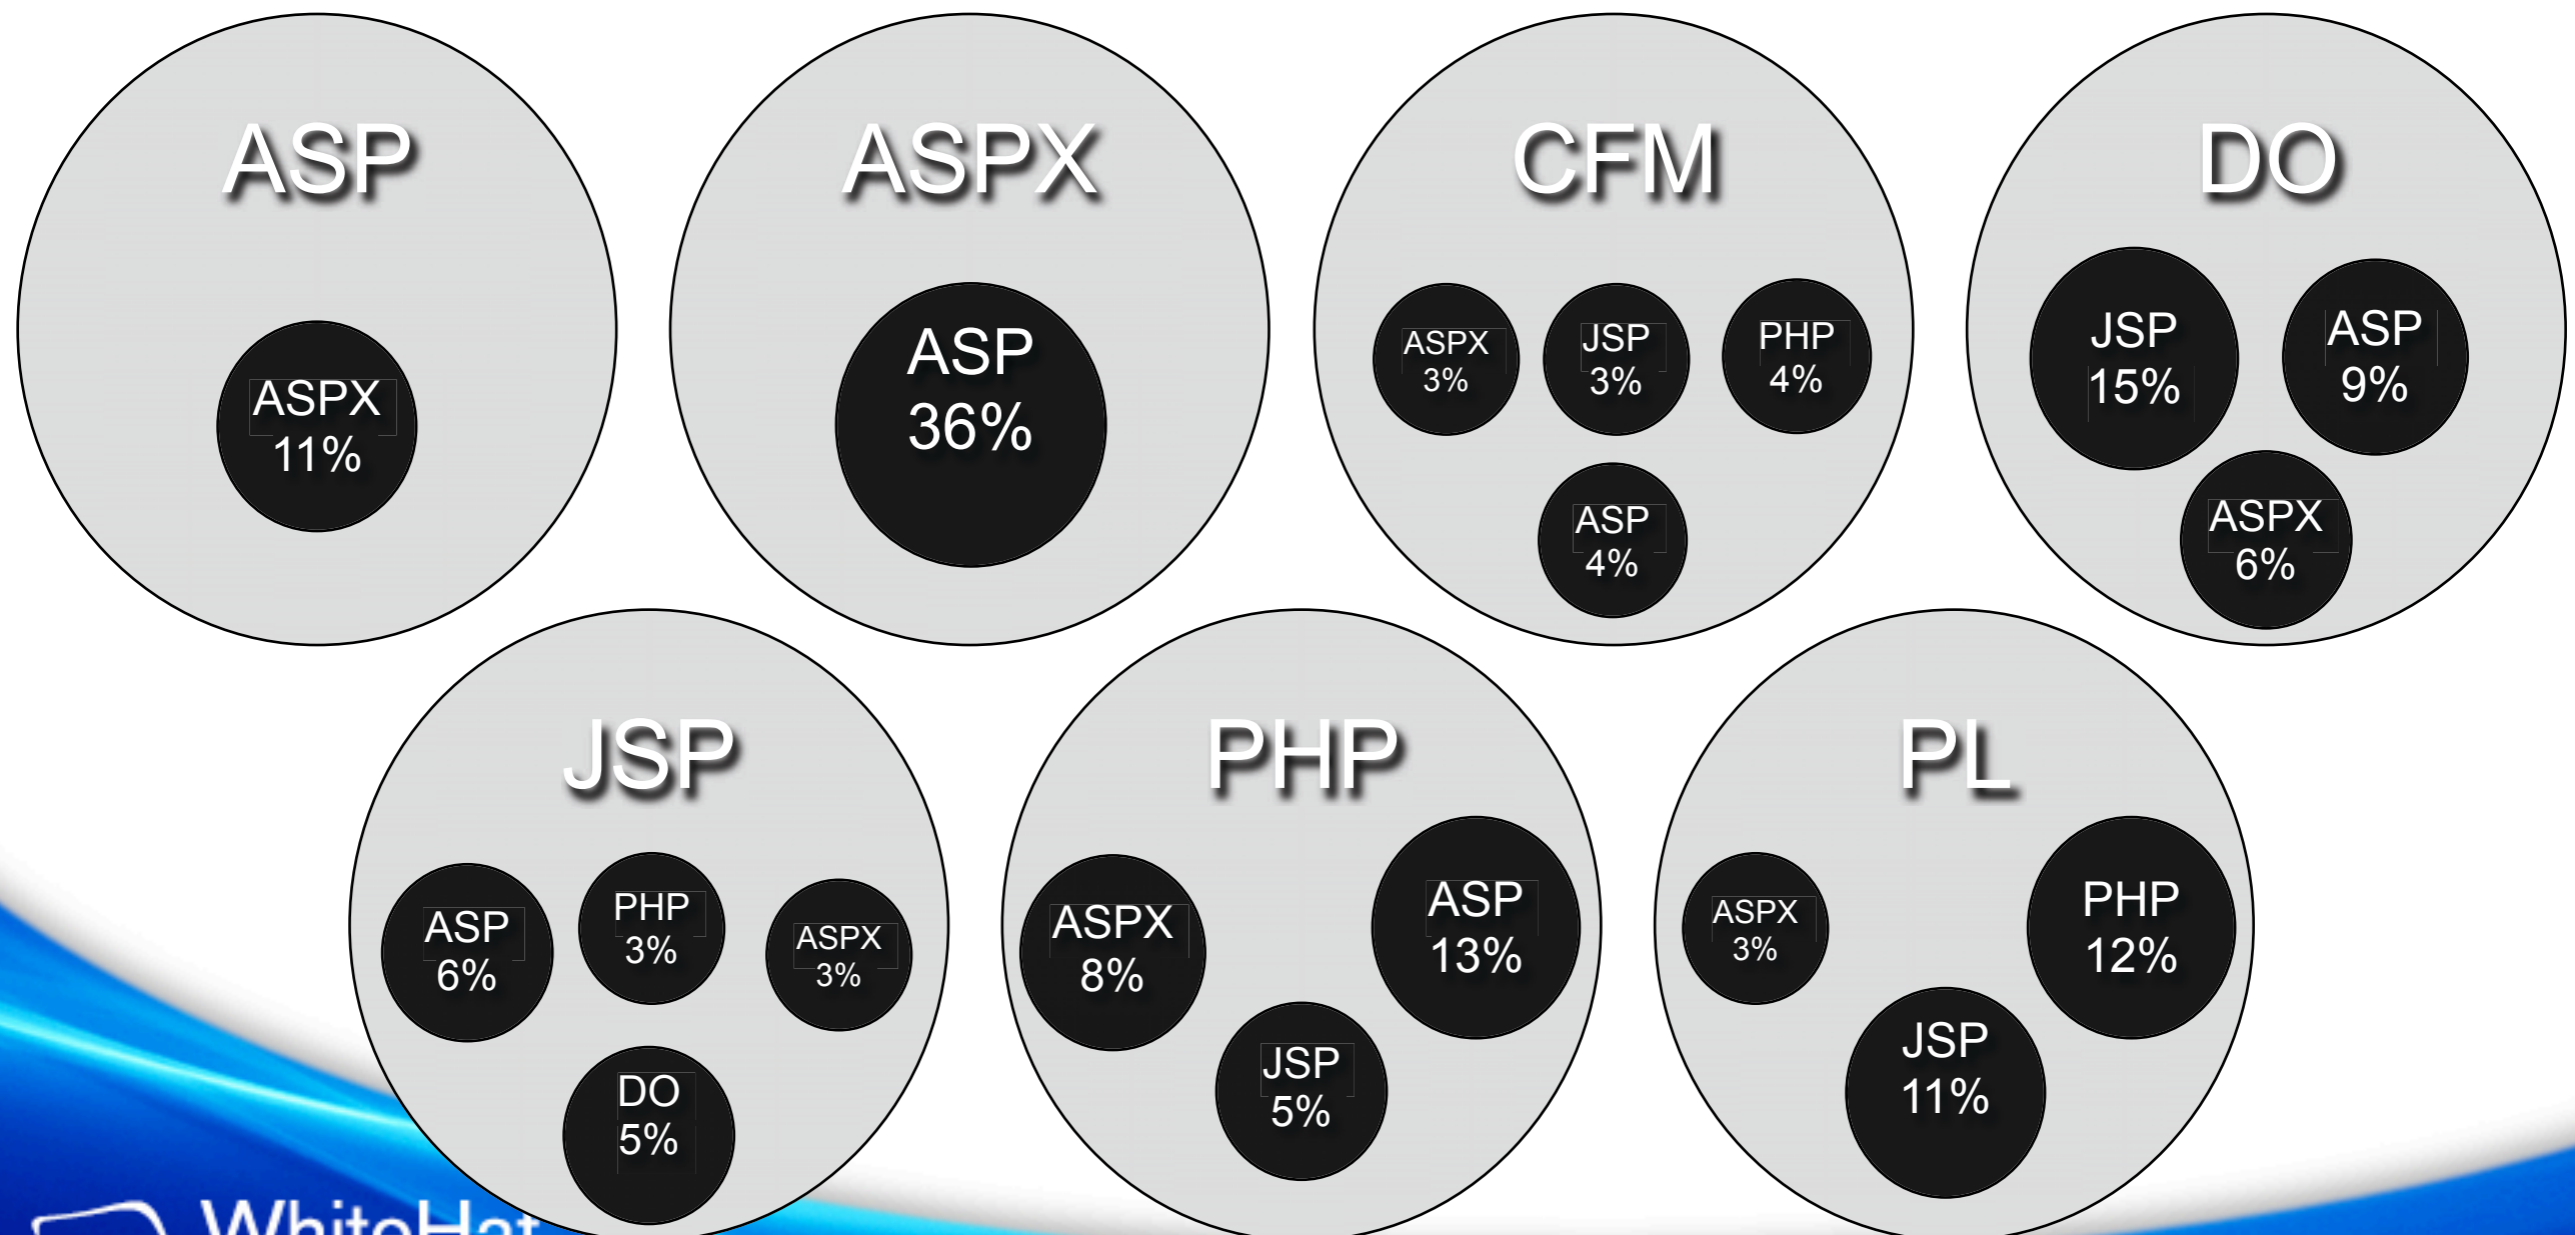 ASP
ASPX
11%
ASPX
ASP
36%
CFM
ASPX
3%
JSP
3%
PHP
4%
ASP
4%
DO
JSP
15%
ASP
9%
ASPX
6%
JSP
ASP
6%
PHP
3%
ASPX
3%
DO
5%
PHP
ASPX
8%
ASP
13%
JSP
5%
PL
ASPX
3%
PHP
12%
JSP
11%
WhiteHat